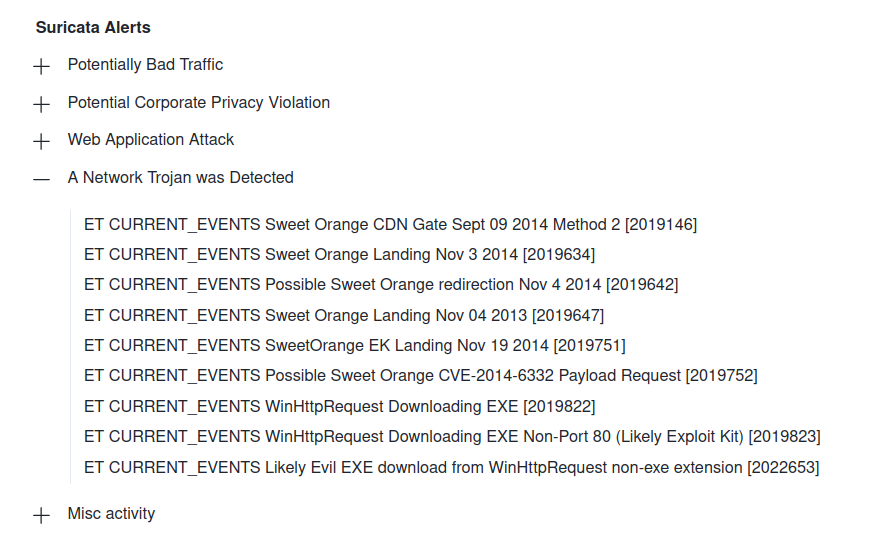 Suricata Alerts
Potentially Bad Traffic
Potential Corporate Privacy Violation
Web Application Attack
A Network Trojan was Detected
ET CURRENT_EVENTS Sweet Orange CDN Gate Sept 09 2014 Method 2 [2019146]
ET CURRENT_EVENTS Sweet Orange Landing Nov 3 2014 [2019634]
ET CURRENT_EVENTS Possible Sweet Orange redirection Nov 4 2014 [2019642]
ET CURRENT_EVENTS Sweet Orange Landing Nov 04 2013 [2019647]
ET CURRENT_EVENTS SweetOrange EK Landing Nov 19 2014 [2019751]
ET CURRENT_EVENTS Possible Sweet Orange CVE-2014-6332 Payload Request [2019752]
ET CURRENT_EVENTS WinHttpRequest Downloading EXE [2019822]
ET CURRENT_EVENTS WinHttpRequest Downloading EXE Non-Port 80 (Likely Exploit Kit) [2019823]
ET CURRENT_EVENTS Likely Evil EXE download from WinHttpRequest non-exe extension [2022653]
Misc activity